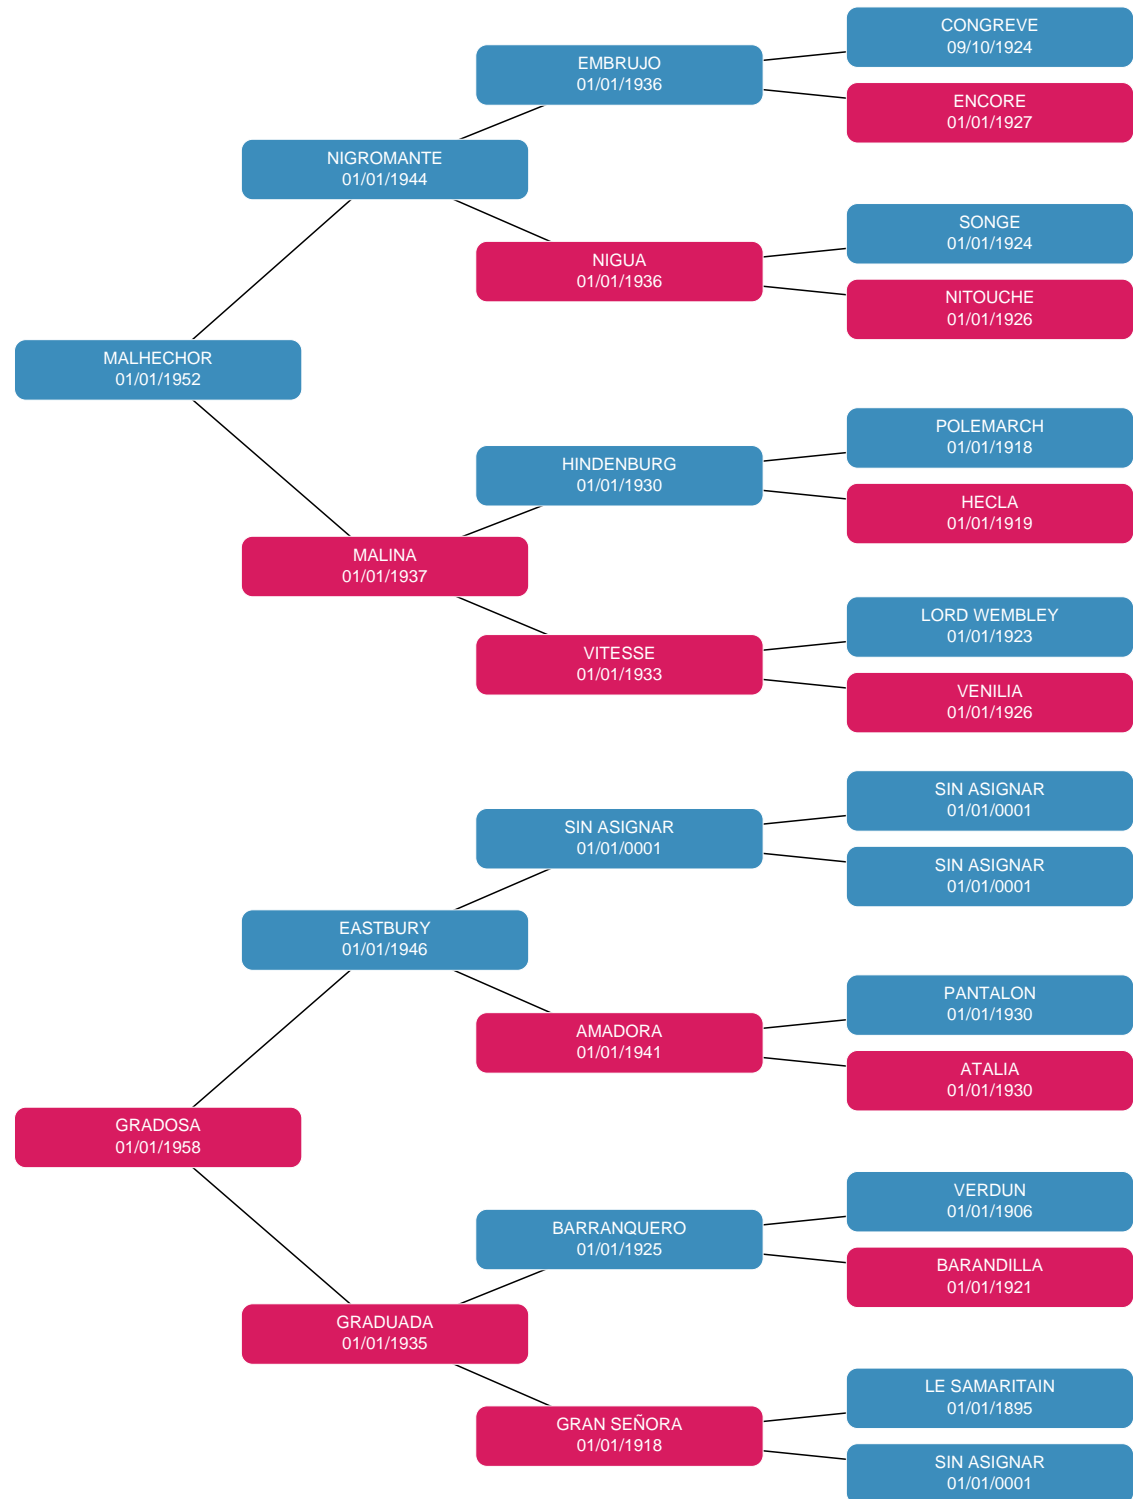 CONGREVE
09/10/1924
EMBRUJO
01/01/1936
ENCORE
01/01/1927
NIGROMANTE
01/01/1944
SONGE
01/01/1924
NIGUA
01/01/1936
NITOUCHE
01/01/1926
MALHECHOR
01/01/1952
POLEMARCH
01/01/1918
HINDENBURG
01/01/1930
HECLA
01/01/1919
MALINA
01/01/1937
LORD WEMBLEY
01/01/1923
VITESSE
01/01/1933
VENILIA
01/01/1926
SIN ASIGNAR
01/01/0001
SIN ASIGNAR
01/01/0001
SIN ASIGNAR
01/01/0001
EASTBURY
01/01/1946
PANTALON
01/01/1930
AMADORA
01/01/1941
ATALIA
01/01/1930
GRADOSA
01/01/1958
VERDUN
01/01/1906
BARRANQUERO
01/01/1925
BARANDILLA
01/01/1921
GRADUADA
01/01/1935
LE SAMARITAIN
01/01/1895
GRAN SEÑORA
01/01/1918
SIN ASIGNAR
01/01/0001